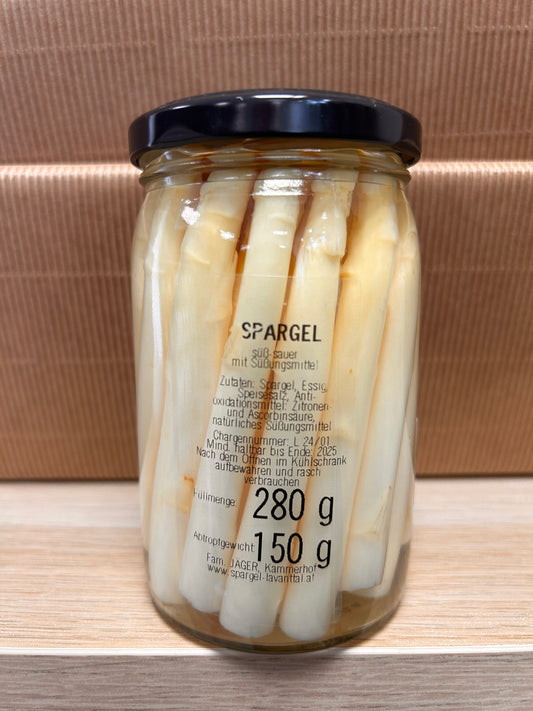 SPARGEL
süß-sauer
mit Süßungsmittel
Zutaten: Spargel, Essig,
Speisesalz, Anti-
oxidationsmittel: Zitronen-
und Ascorbinsäure,
natürliches Süßungsmittel
Chargennummer: L 24/01
Mind. haltbar bis Ende: 2025
Nach dem Öffnen im Kühlschrank
aufbewahren und rasch
verbrauchen
Füllmenge: 280 g
Abtropfgewicht: 150 g
Fam. JÄGER, Kammerhof
www.spargel-lavanttal.at